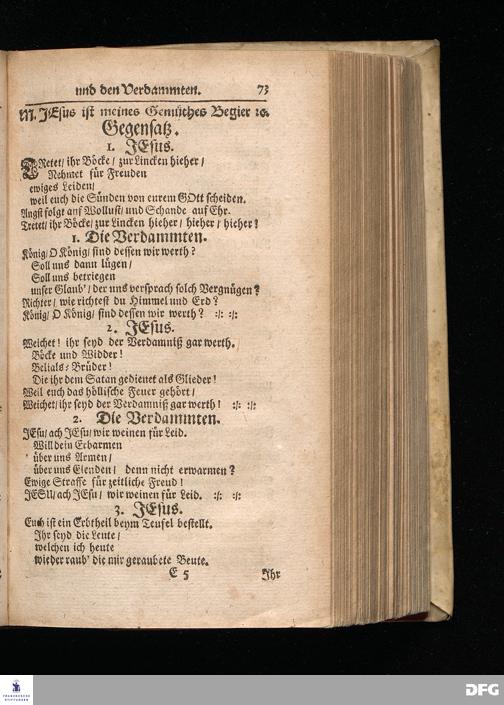 und den Verdammten. 73
M. JEsus ist meines Gemüthes Begier ꝛc.
Gegensatz.
1. JEsus.
TRetet/ ihr Böcke/ zur Lincken hieher/
Nehmet für Freuden
ewiges Leiden/
weil euch die Sünden von eurem GOtt scheiden.
Angst folgt auf Wollust/ und Schande auf Ehr.
Tretet/ ihr Böcke/ zur Lincken hieher/ hieher/ hieher!
1. Die Verdammten.
König/ O König/ sind dessen wir werth?
Soll uns dann lügen/
Soll uns betriegen
unser Glaub'/ der uns versprach solch Vergnügen?
Richter/ wie richtest du Himmel und Erd?
König/ O König/ sind dessen wir werth? :/: :/:
2. JEsus.
Weichet! ihr seyd der Verdamniß gar werth.
Böcke und Widder!
Belials-Brüder!
Die ihr dem Satan gedienet als Glieder!
Weil euch das höllische Feuer gehört/
Weichet/ ihr seyd der Verdamniß gar werth! :/: :/:
2. Die Verdammten.
JEsu/ ach JEsu/ wir weinen für Leid.
Will dein Erbarmen
über uns Armen/
über uns Elenden/ denn nicht erwarmen?
Ewige Straffe für zeitliche Freud!
JESU/ ach JEsu/ wir weinen für Leid. :/: :/:
3. JEsus.
Euch ist ein Erbtheil beym Teufel bestellt.
Ihr seyd die Leute/
welchen ich heute
wieder raub' die mir geraubete Beute.
E 5 Ihr
FRANCKESCHE
STIFTUNGEN
DFG